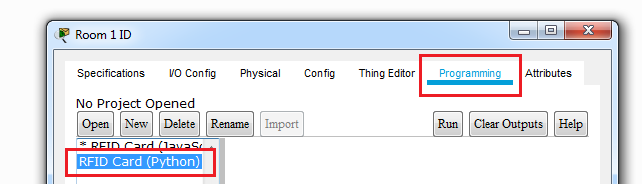 Room 1 ID
Specifications I/O Config Physical Config Thing Editor Programming Attributes
No Project Opened
Open New Delete Rename Import Run Clear Outputs Help
* RFID Card (JavaSc
RFID Card (Python)